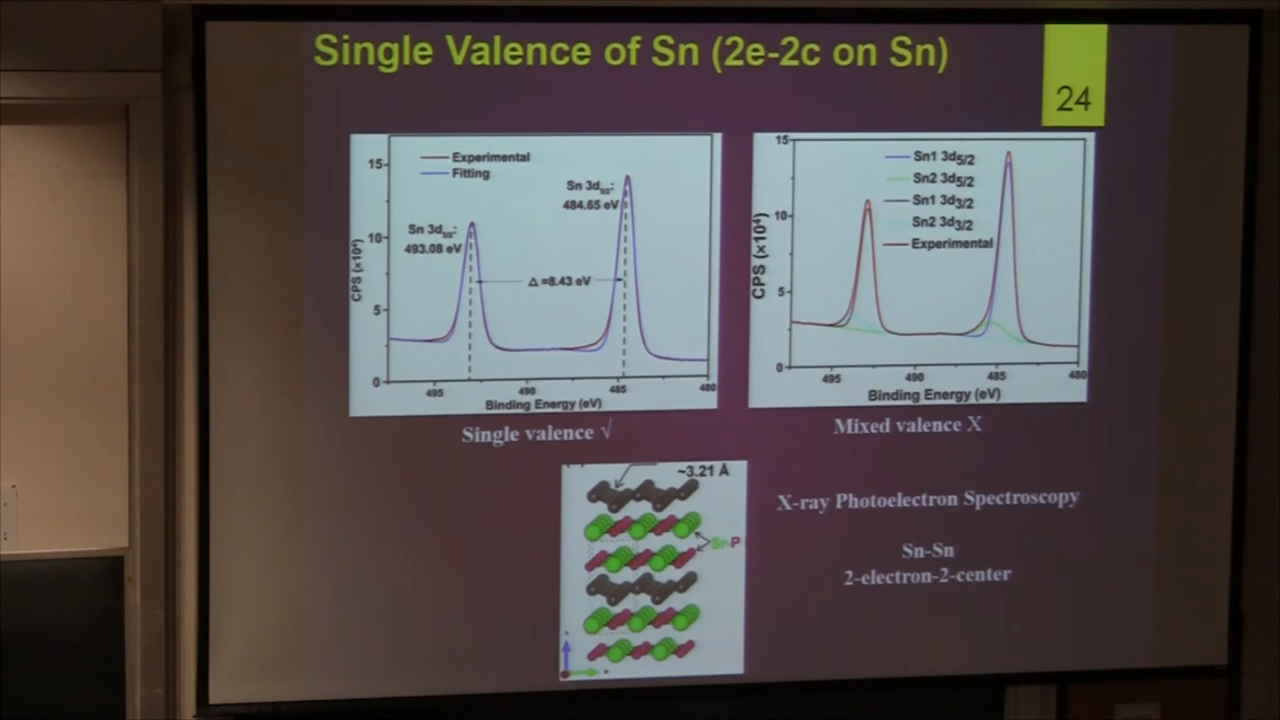 Single Valence of Sn (2e-2c on Sn)
24
15
10
5
0
CPS (×10⁴)
Experimental
Fitting
Sn 3d
493.08 eV
Sn 3d
484.65 eV
Δ =8.43 eV
495
490
485
480
Binding Energy (eV)
Single valence √
15
10
5
0
CPS (×10⁴)
Sn1 3d5/2
Sn2 3d5/2
Sn1 3d3/2
Sn2 3d3/2
Experimental
495
490
485
480
Binding Energy (eV)
Mixed valence X
~3.21 Å
Sr-P
X-ray Photoelectron Spectroscopy
Sn-Sn
2-electron-2-center